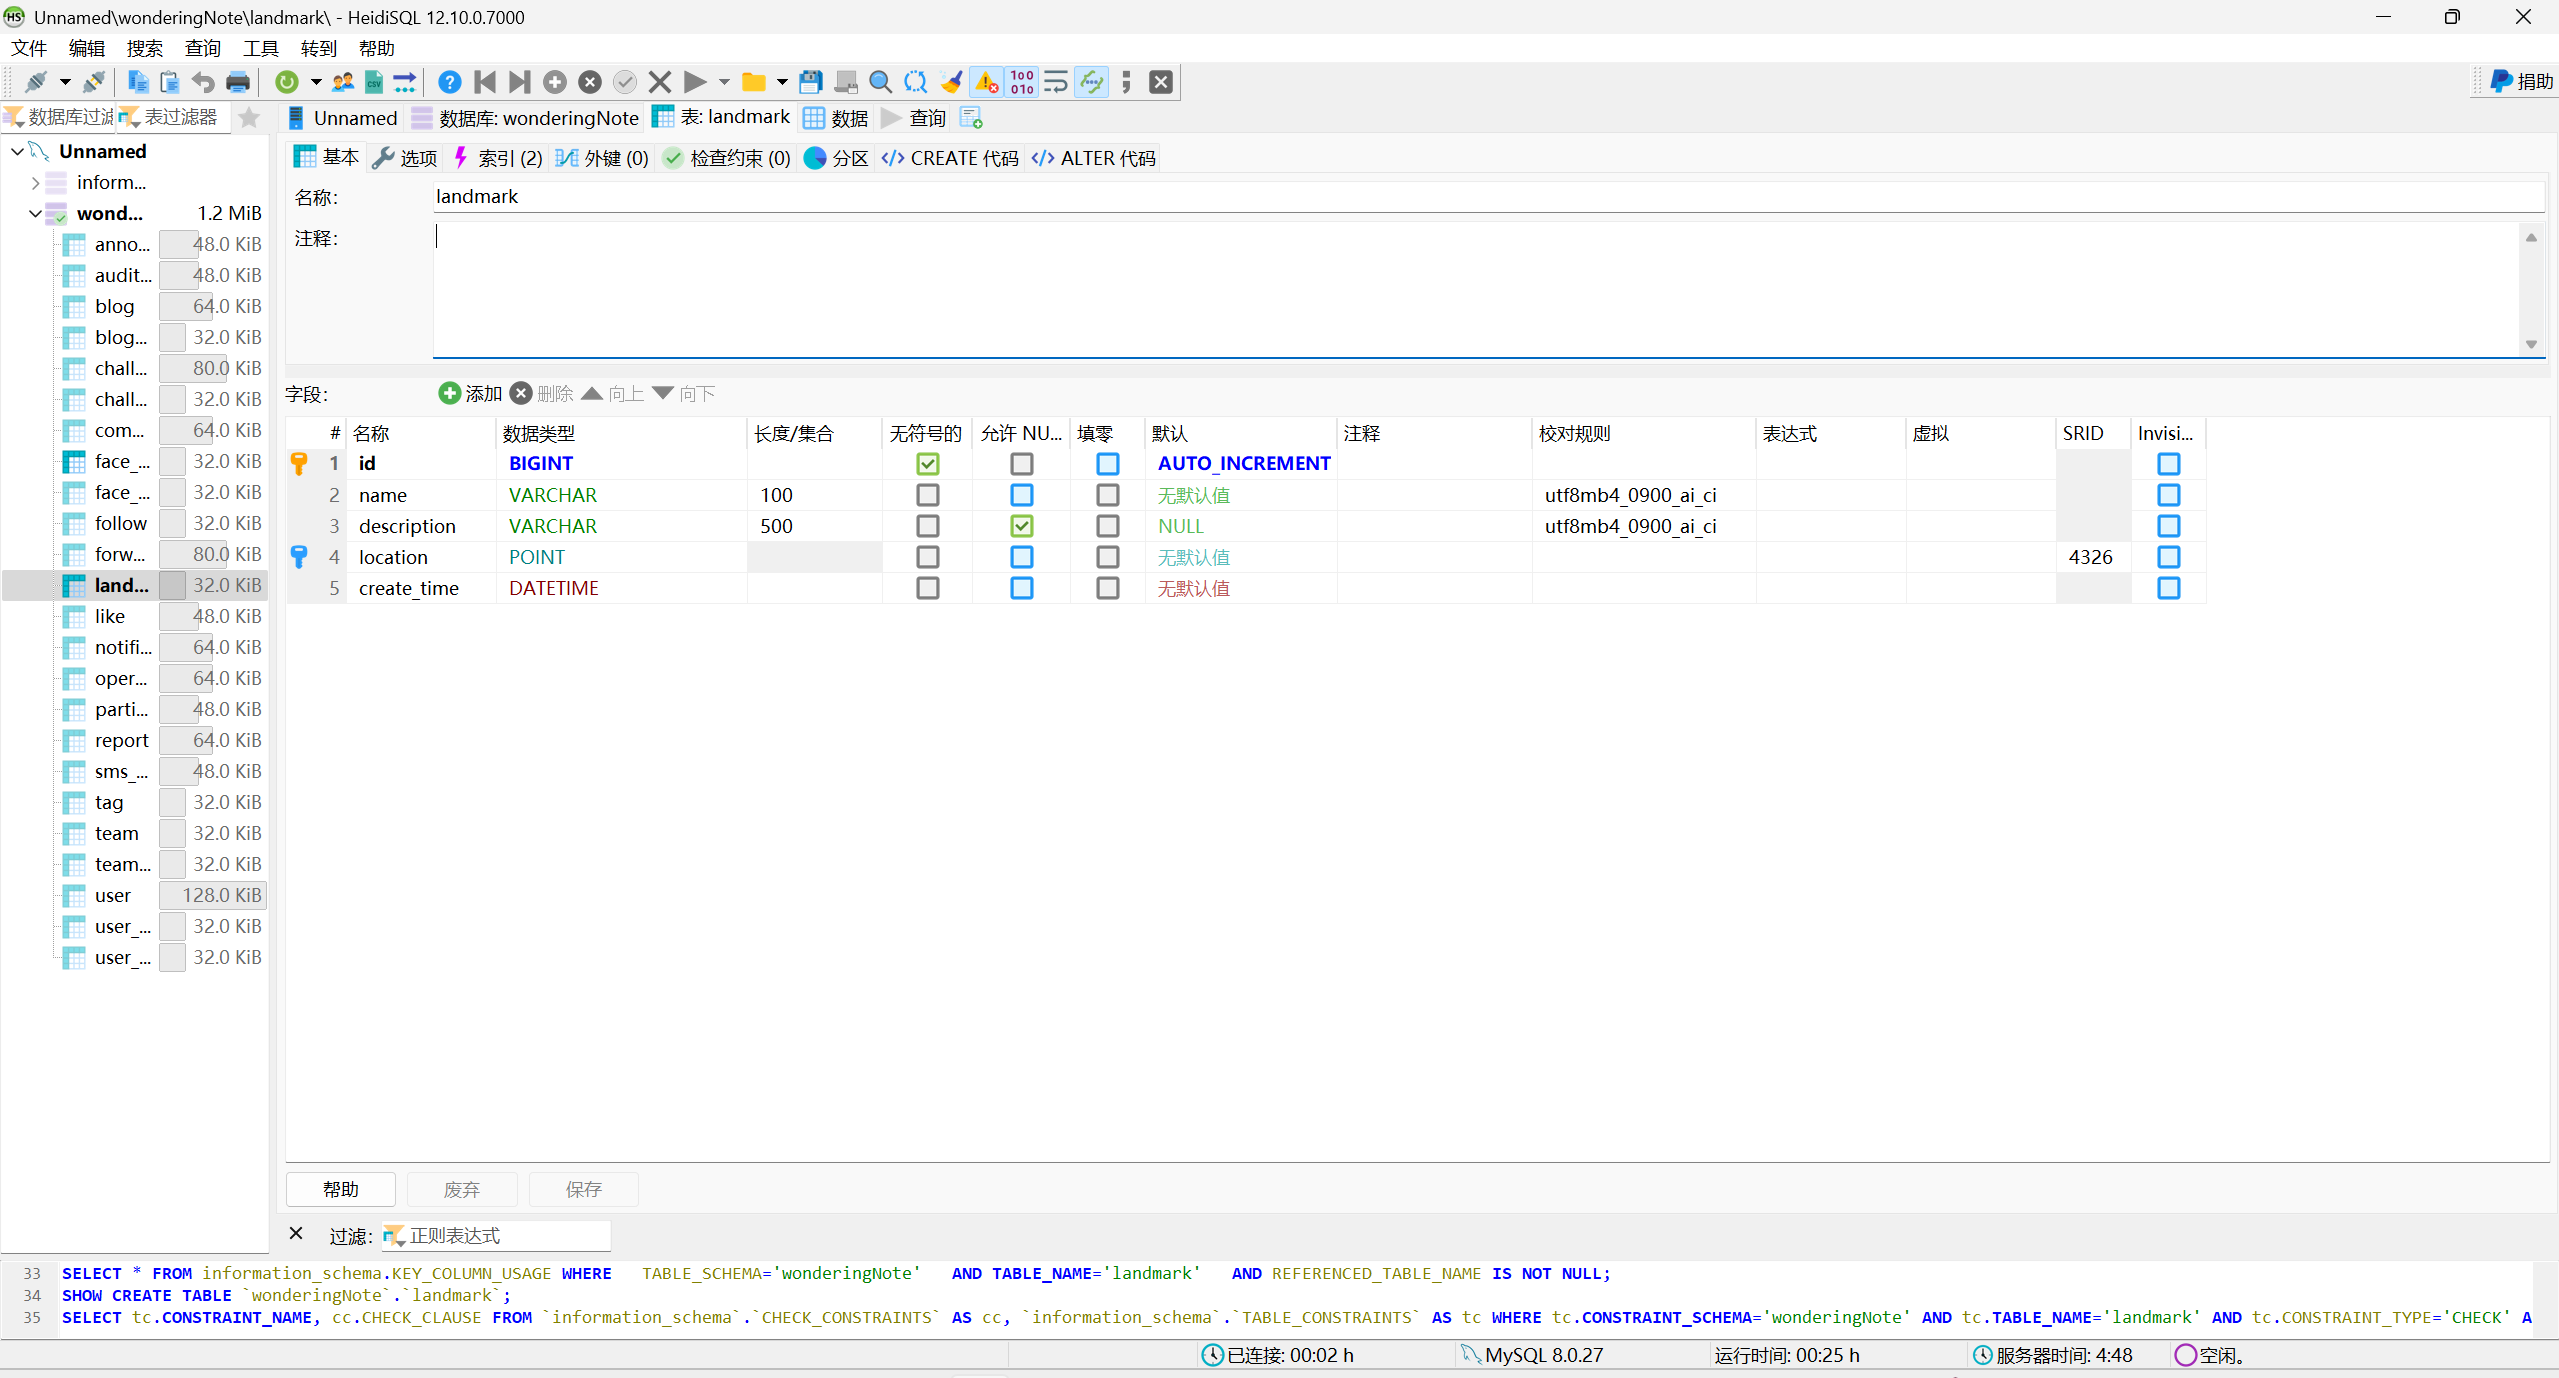 Unnamed\wonderingNote\landmark\ - HeidiSQL 12.10.0.7000
文件 编辑 搜索 查询 工具 转到 帮助
捐助
数据库过滤 表过滤器
Unnamed 数据库: wonderingNote 表: landmark 数据 查询
Unnamed
inform...
wond... 1.2 MiB
anno... 48.0 KiB
audit... 48.0 KiB
blog 64.0 KiB
blog... 32.0 KiB
chall... 80.0 KiB
chall... 32.0 KiB
com... 64.0 KiB
face_... 32.0 KiB
face_... 32.0 KiB
follow 32.0 KiB
forw... 80.0 KiB
land... 32.0 KiB
like 48.0 KiB
notifi... 64.0 KiB
oper... 64.0 KiB
parti... 48.0 KiB
report 64.0 KiB
sms_... 48.0 KiB
tag 32.0 KiB
team 32.0 KiB
team... 32.0 KiB
user 128.0 KiB
user_... 32.0 KiB
user_... 32.0 KiB
基本 选项 索引 (2) 外键 (0) 检查约束 (0) 分区 CREATE 代码 ALTER 代码
名称: landmark
注释:
字段: 添加 删除 向上 向下
# 名称 数据类型 长度/集合 无符号的 允许 NU... 填零 默认 注释 校对规则 表达式 虚拟 SRID Invisi...
1 id BIGINT AUTO_INCREMENT
2 name VARCHAR 100 无默认值 utf8mb4_0900_ai_ci
3 description VARCHAR 500 NULL utf8mb4_0900_ai_ci
4 location POINT 无默认值 4326
5 create_time DATETIME 无默认值
帮助 废弃 保存
过滤: 正则表达式
33 SELECT * FROM information_schema.KEY_COLUMN_USAGE WHERE TABLE_SCHEMA='wonderingNote' AND TABLE_NAME='landmark' AND REFERENCED_TABLE_NAME IS NOT NULL;
34 SHOW CREATE TABLE `wonderingNote`.`landmark`;
35 SELECT tc.CONSTRAINT_NAME, cc.CHECK_CLAUSE FROM `information_schema`.`CHECK_CONSTRAINTS` AS cc, `information_schema`.`TABLE_CONSTRAINTS` AS tc WHERE tc.CONSTRAINT_SCHEMA='wonderingNote' AND tc.TABLE_NAME='landmark' AND tc.CONSTRAINT_TYPE='CHECK' A
已连接: 00:02 h MySQL 8.0.27 运行时间: 00:25 h 服务器时间: 4:48 空闲。